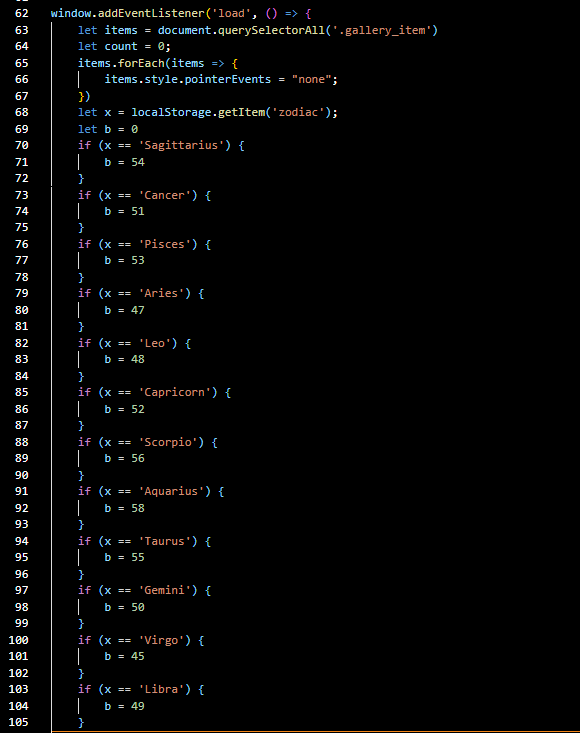 62 window.addEventListener('load', () => {
63 let items = document.querySelectorAll('.gallery_item')
64 let count = 0;
65 items.forEach(items => {
66 items.style.pointerEvents = "none";
67 })
68 let x = localStorage.getItem('zodiac');
69 let b = 0
70 if (x == 'Sagittarius') {
71 b = 54
72 }
73 if (x == 'Cancer') {
74 b = 51
75 }
76 if (x == 'Pisces') {
77 b = 53
78 }
79 if (x == 'Aries') {
80 b = 47
81 }
82 if (x == 'Leo') {
83 b = 48
84 }
85 if (x == 'Capricorn') {
86 b = 52
87 }
88 if (x == 'Scorpio') {
89 b = 56
90 }
91 if (x == 'Aquarius') {
92 b = 58
93 }
94 if (x == 'Taurus') {
95 b = 55
96 }
97 if (x == 'Gemini') {
98 b = 50
99 }
100 if (x == 'Virgo') {
101 b = 45
102 }
103 if (x == 'Libra') {
104 b = 49
105 }